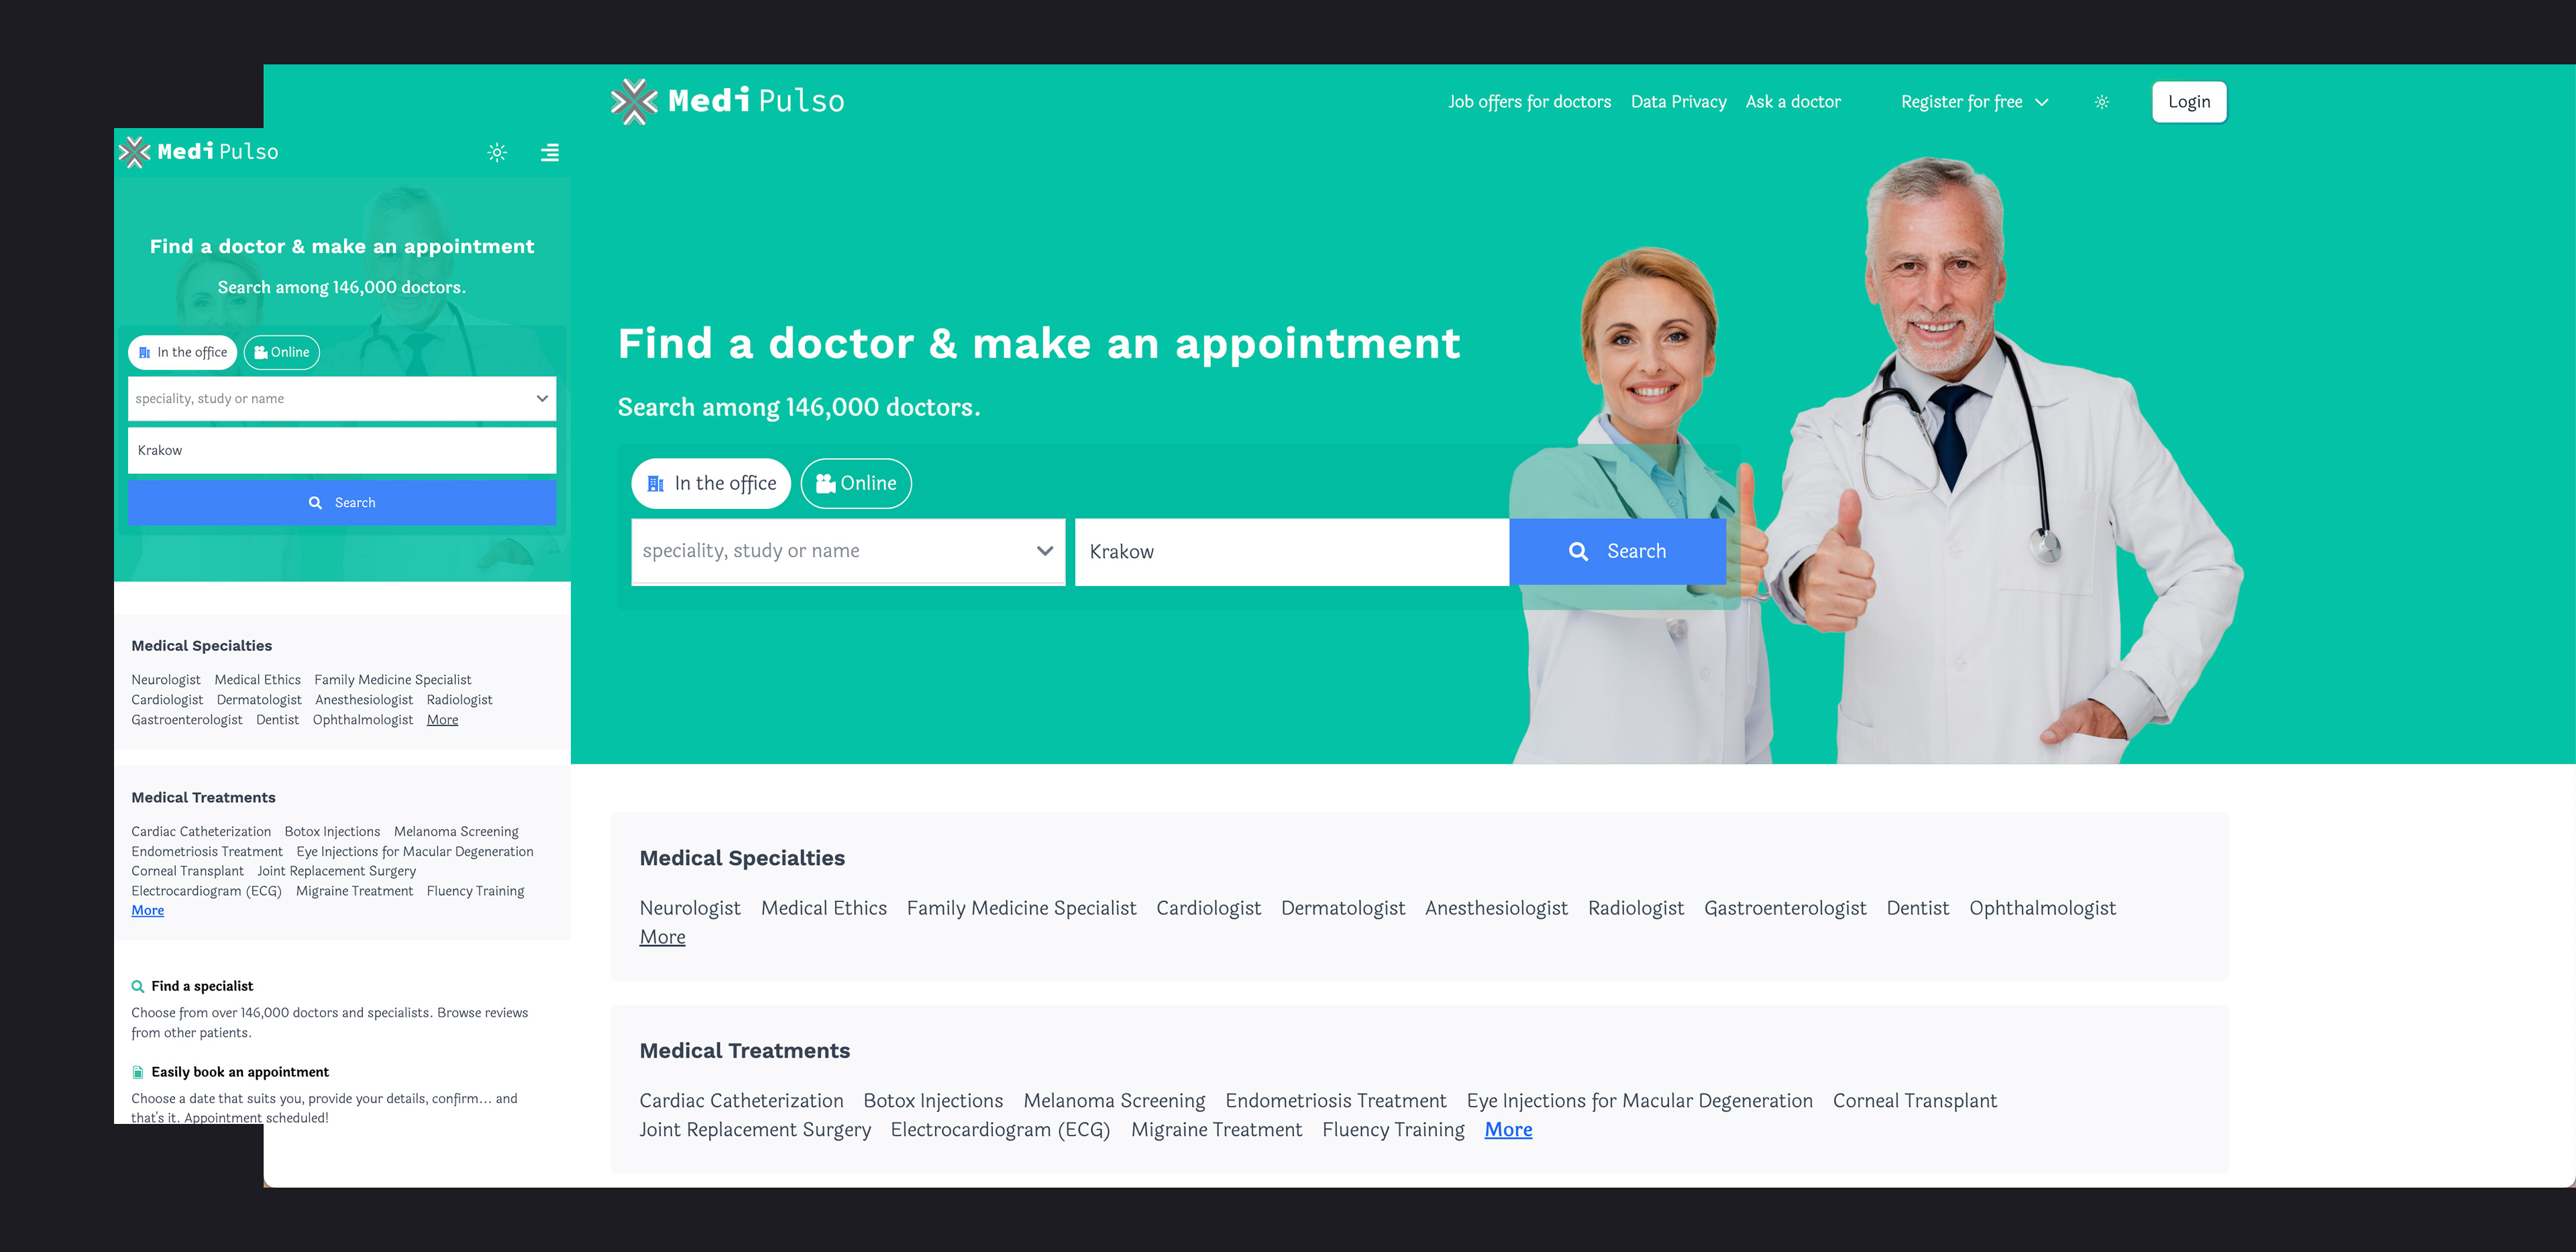 Medi Pulso
Find a doctor & make an appointment
Search among 146,000 doctors.
In the office
Online
speciality, study or name
Krakow
Search
Medical Specialties
Neurologist Medical Ethics Family Medicine Specialist
Cardiologist Dermatologist Anesthesiologist Radiologist
Gastroenterologist Dentist Ophthalmologist More
Medical Treatments
Cardiac Catheterization Botox Injections Melanoma Screening
Endometriosis Treatment Eye Injections for Macular Degeneration
Corneal Transplant Joint Replacement Surgery
Electrocardiogram (ECG) Migraine Treatment Fluency Training
More
Find a specialist
Choose from over 146,000 doctors and specialists. Browse reviews
from other patients.
Easily book an appointment
Choose a date that suits you, provide your details, confirm... and
that's it. Appointment scheduled!
Medi Pulso
Job offers for doctors Data Privacy Ask a doctor Register for free Login
Find a doctor & make an appointment
Search among 146,000 doctors.
In the office Online
speciality, study or name Krakow Search
Medical Specialties
Neurologist Medical Ethics Family Medicine Specialist Cardiologist Dermatologist Anesthesiologist Radiologist Gastroenterologist Dentist Ophthalmologist
More
Medical Treatments
Cardiac Catheterization Botox Injections Melanoma Screening Endometriosis Treatment Eye Injections for Macular Degeneration Corneal Transplant
Joint Replacement Surgery Electrocardiogram (ECG) Migraine Treatment Fluency Training More